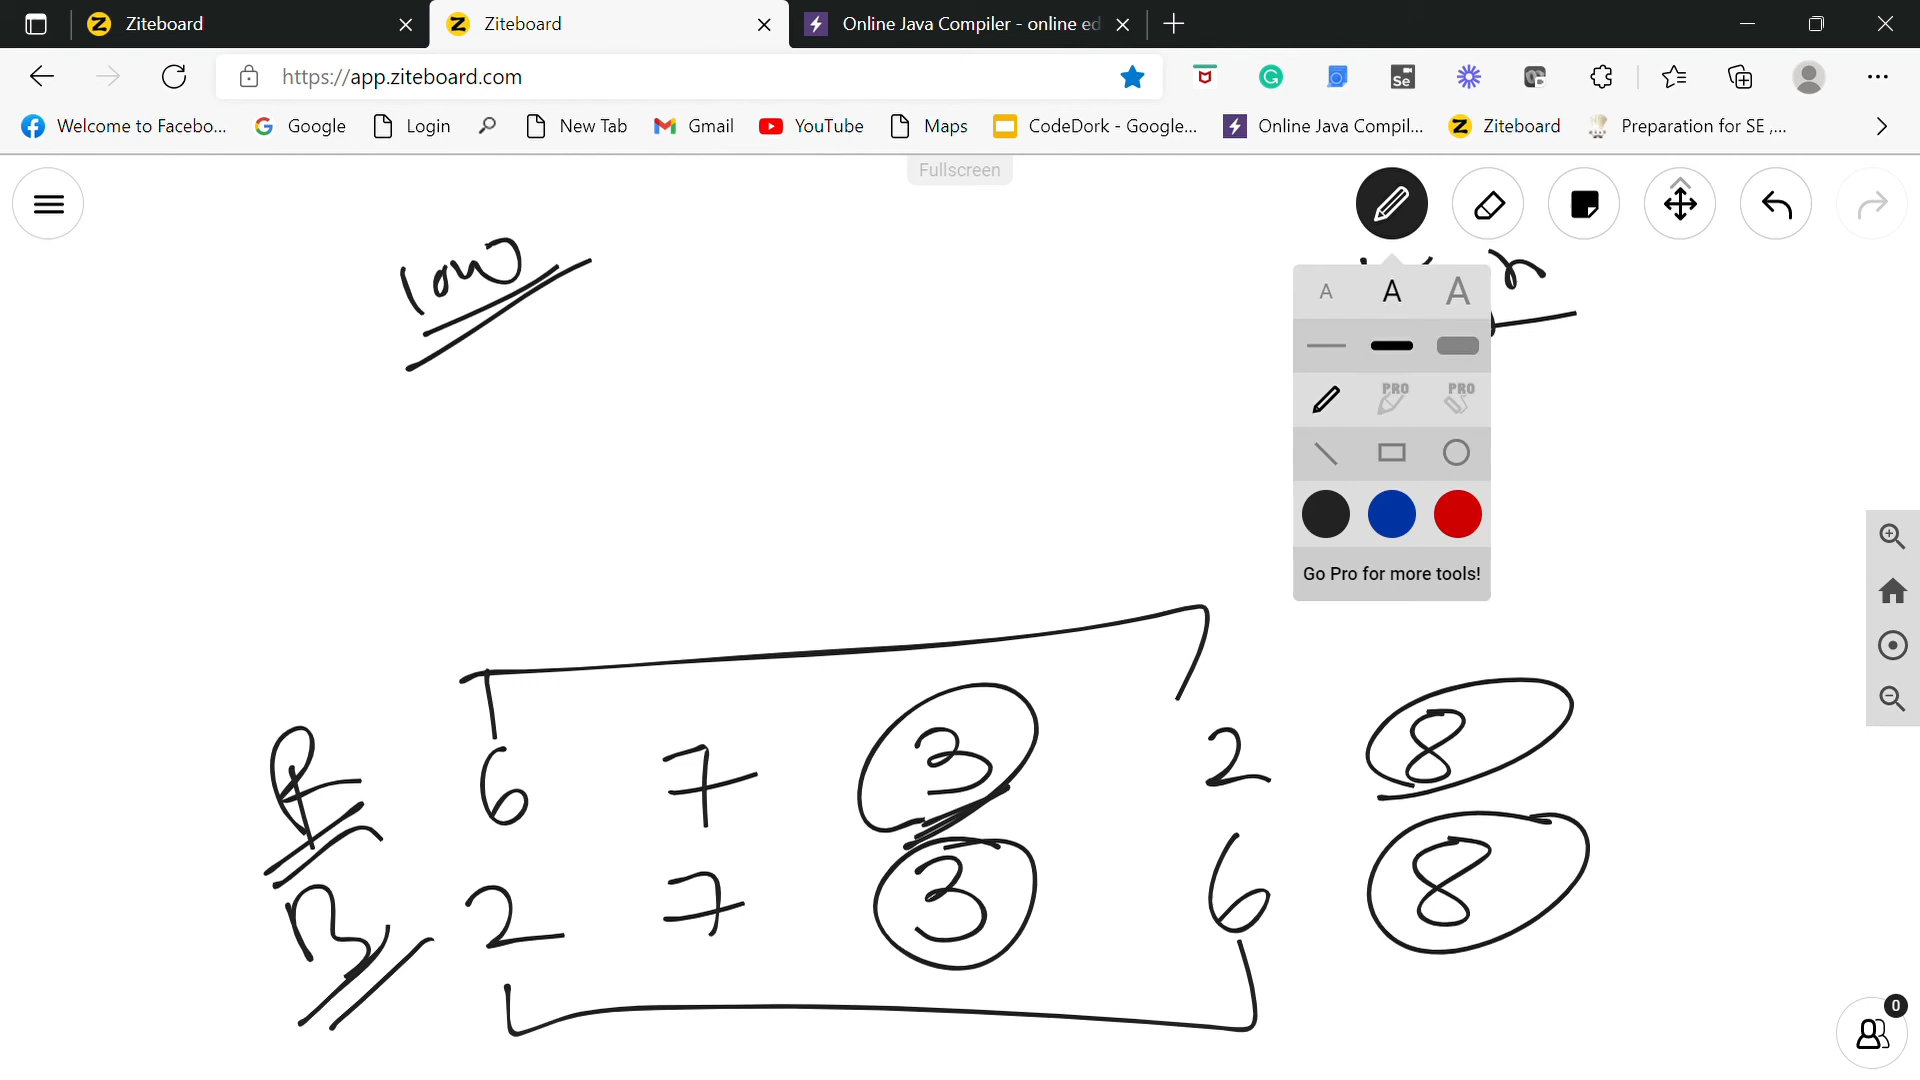 Ziteboard
Ziteboard
Online Java Compiler - online ed
https://app.ziteboard.com
Welcome to Facebo...
Google
Login
New Tab
Gmail
YouTube
Maps
CodeDork - Google...
Online Java Compil...
Ziteboard
Preparation for SE ,...
Fullscreen
low
A A A
PRO PRO
Go Pro for more tools!
6 7 3 2 8
B 2 7 3 6 8
0